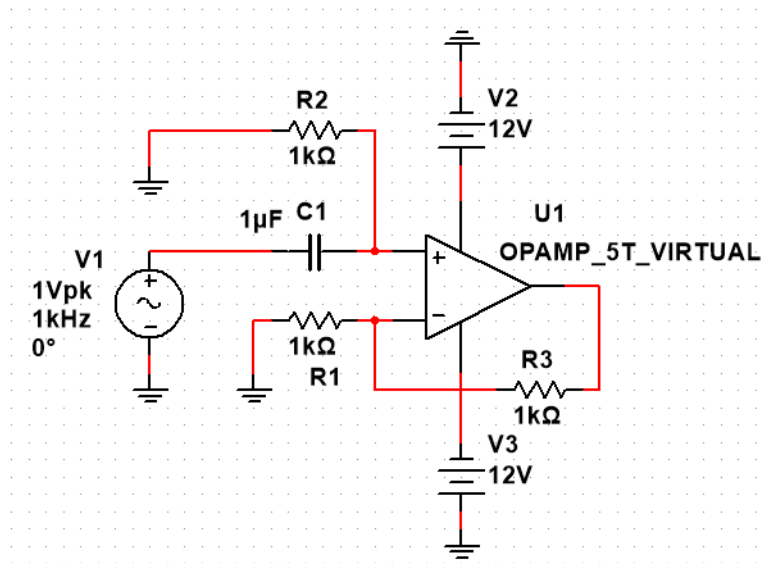 R2
1kΩ
V2
12V
1µF C1
U1
OPAMP_5T_VIRTUAL
V1
1Vpk
1kHz
0°
+
−
+
−
1kΩ
R1
R3
1kΩ
V3
12V